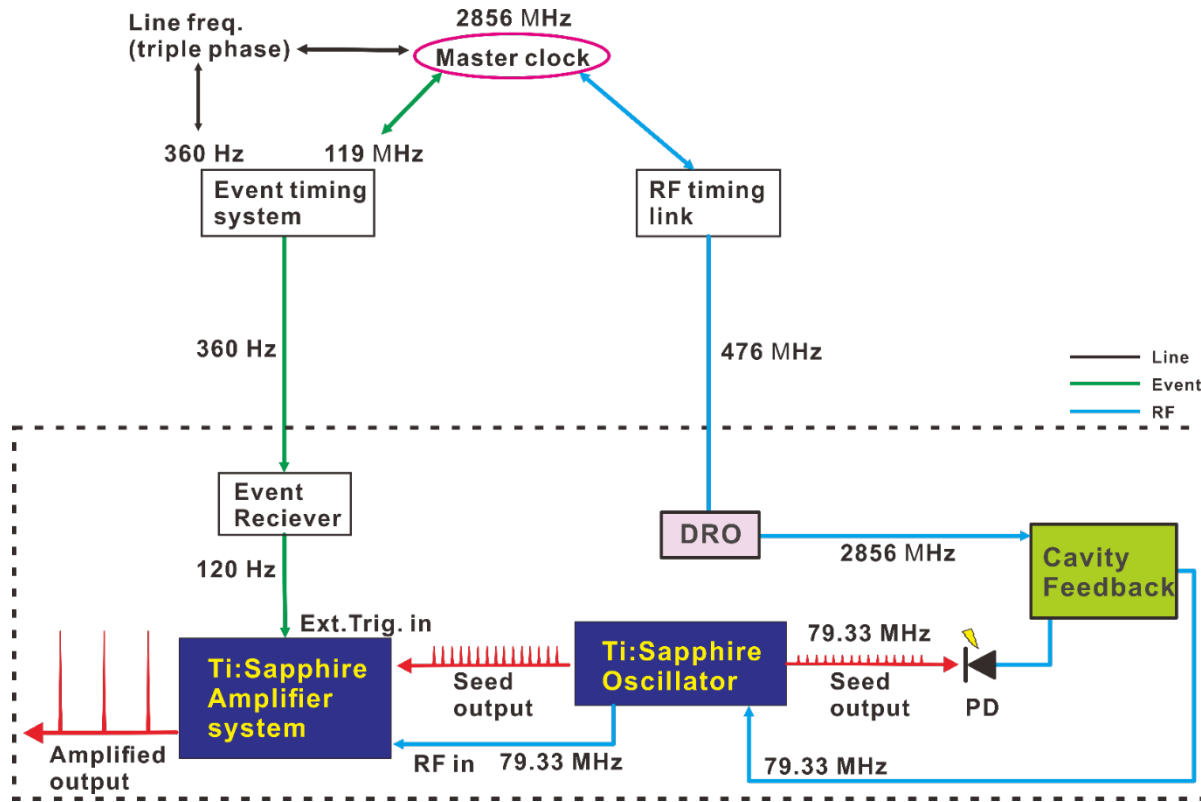 Line freq.
(triple phase)
2856 MHz
Master clock
360 Hz
119 MHz
Event timing
system
RF timing
link
360 Hz
476 MHz
Line
Event
RF
Event
Reciever
DRO
2856 MHz
Cavity
Feedback
120 Hz
Ext.Trig. in
Ti:Sapphire
Amplifier
system
Seed
output
Ti:Sapphire
Oscillator
79.33 MHz
Seed
output
PD
Amplified
output
RF in
79.33 MHz
79.33 MHz